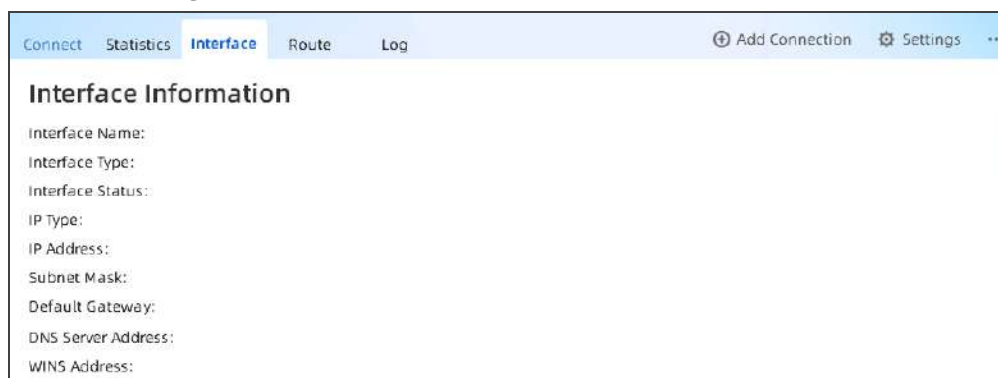 Connect Statistics Interface Route Log Add Connection Settings ...
Interface Information
Interface Name:
Interface Type:
Interface Status:
IP Type:
IP Address:
Subnet Mask:
Default Gateway:
DNS Server Address:
WINS Address: